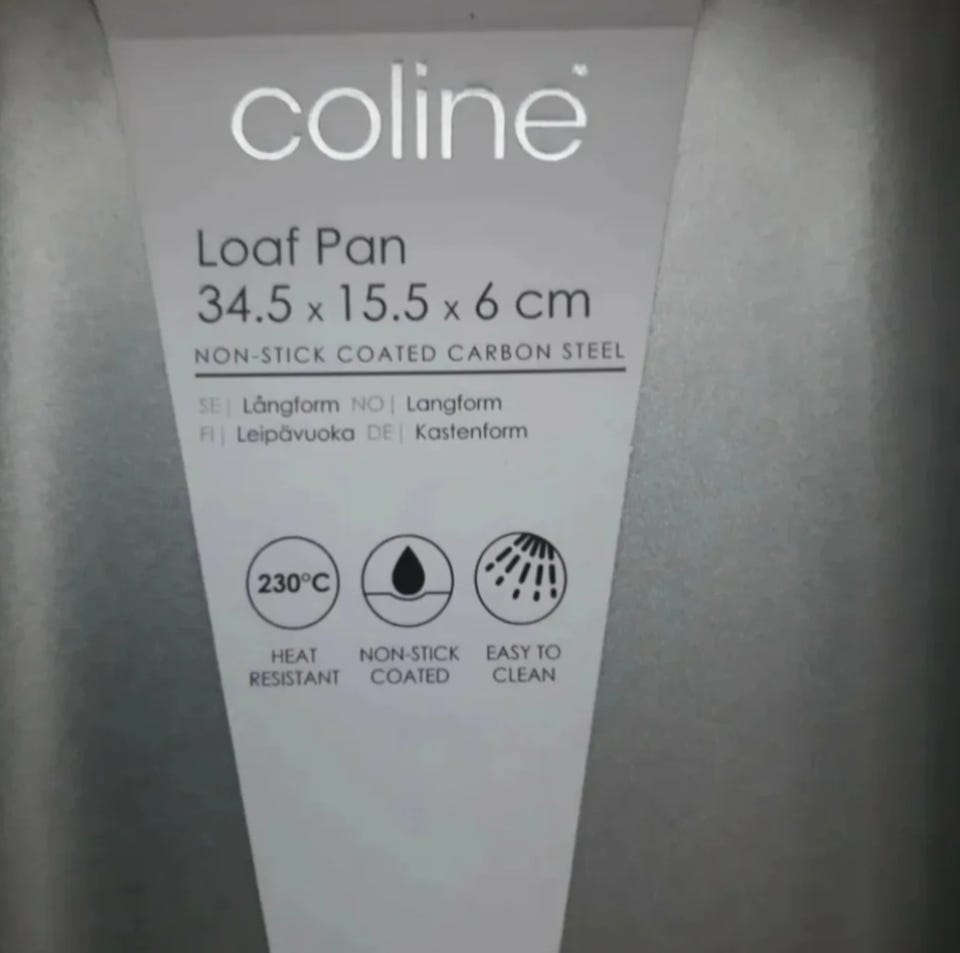 coline™
Loaf Pan
34.5 x 15.5 x 6 cm
NON-STICK COATED CARBON STEEL
SE| Långform NO| Langform
FI| Leipävuoka DE| Kastenform
230°C
HEAT RESISTANT
NON-STICK COATED
EASY TO CLEAN